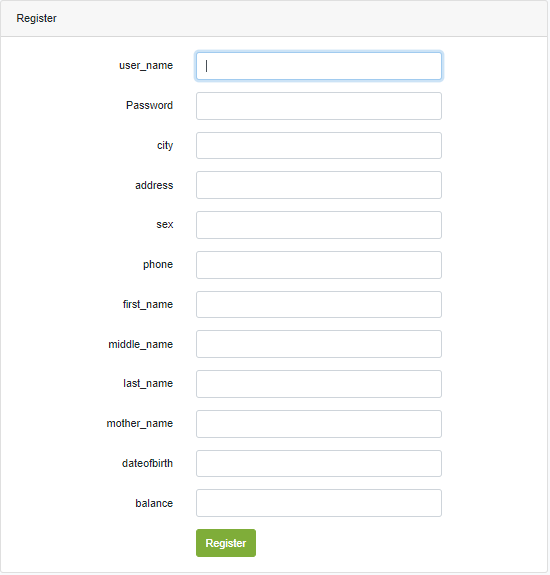 Register
user_name
Password
city
address
sex
phone
first_name
middle_name
last_name
mother_name
dateofbirth
balance
Register